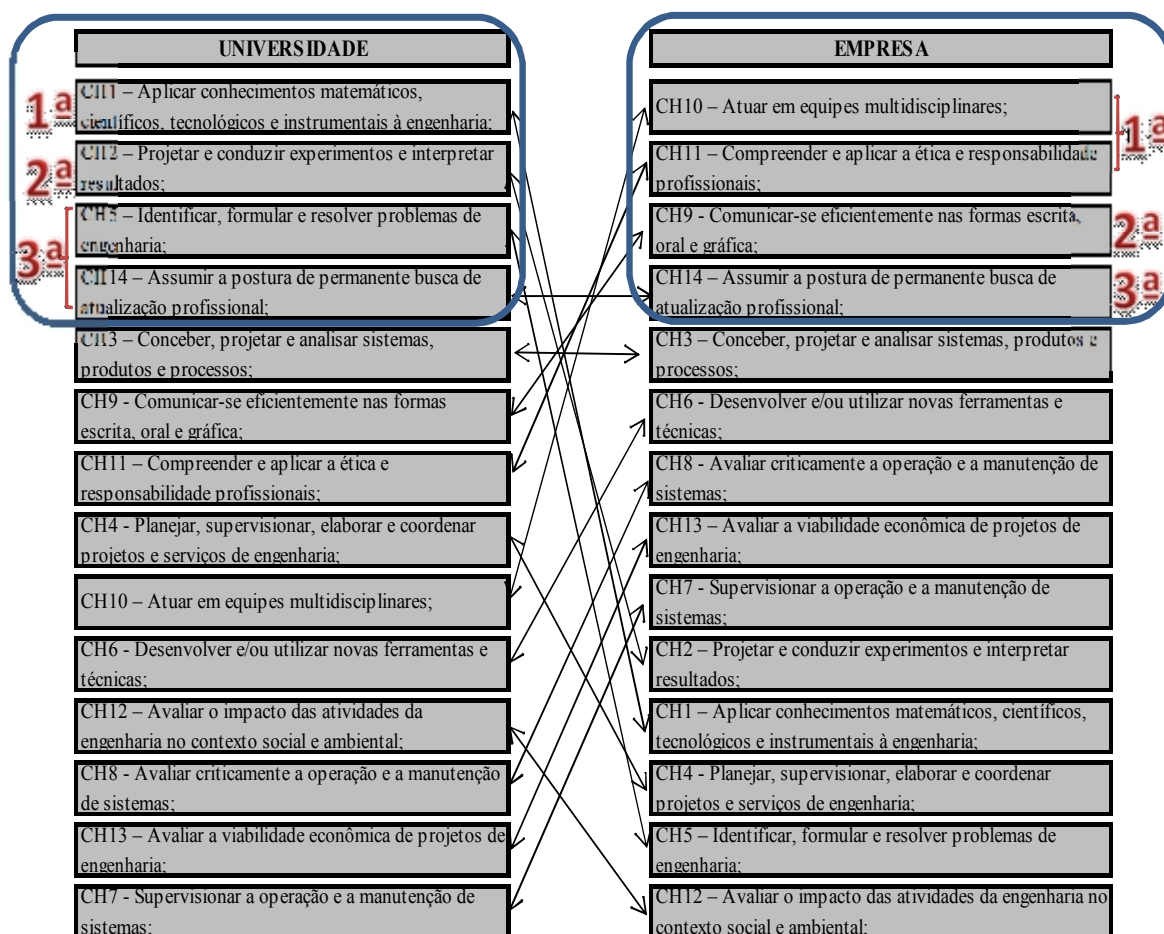 UNIVERSIDADE
1ª
CH1 – Aplicar conhecimentos matemáticos,
científicos, tecnológicos e instrumentais à engenharia;
2ª
CH2 – Projetar e conduzir experimentos e interpretar
resultados;
3ª
CH5 – Identificar, formular e resolver problemas de
engenharia;
CH14 – Assumir a postura de permanente busca de
atualização profissional;
CH3 – Conceber, projetar e analisar sistemas,
produtos e processos;
CH9 - Comunicar-se eficientemente nas formas
escrita, oral e gráfica;
CH11 – Compreender e aplicar a ética e
responsabilidade profissionais;
CH4 - Planejar, supervisionar, elaborar e coordenar
projetos e serviços de engenharia;
CH10 – Atuar em equipes multidisciplinares;
CH6 - Desenvolver e/ou utilizar novas ferramentas e
técnicas;
CH12 – Avaliar o impacto das atividades da
engenharia no contexto social e ambiental;
CH8 - Avaliar criticamente a operação e a manutenção
de sistemas;
CH13 – Avaliar a viabilidade econômica de projetos de
engenharia;
CH7 - Supervisionar a operação e a manutenção de
sistemas;
EMPRESA
CH10 – Atuar em equipes multidisciplinares;
1ª
CH11 – Compreender e aplicar a ética e responsabilidade
profissionais;
CH9 - Comunicar-se eficientemente nas formas escrita,
oral e gráfica;
2ª
CH14 – Assumir a postura de permanente busca de
atualização profissional;
3ª
CH3 – Conceber, projetar e analisar sistemas, produtos e
processos;
CH6 - Desenvolver e/ou utilizar novas ferramentas e
técnicas;
CH8 - Avaliar criticamente a operação e a manutenção de
sistemas;
CH13 – Avaliar a viabilidade econômica de projetos de
engenharia;
CH7 - Supervisionar a operação e a manutenção de
sistemas;
CH2 – Projetar e conduzir experimentos e interpretar
resultados;
CH1 – Aplicar conhecimentos matemáticos, científicos,
tecnológicos e instrumentais à engenharia;
CH4 – Planejar, supervisionar, elaborar e coordenar
projetos e serviços de engenharia;
CH5 – Identificar, formular e resolver problemas de
engenharia;
CH12 – Avaliar o impacto das atividades da engenharia no
contexto social e ambiental;